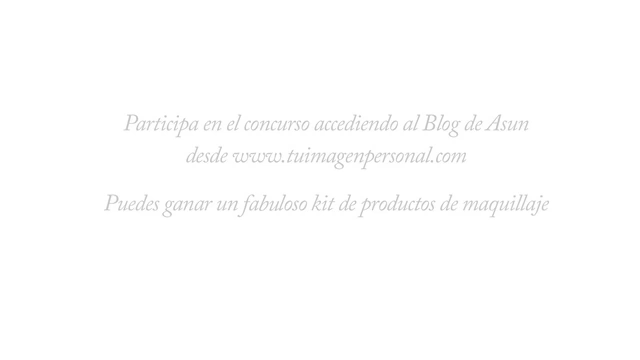 Participa en el concurso accediendo al Blog de Asun
desde www.tuimagenpersonal.com
Puedes ganar un fabuloso kit de productos de maquillaje